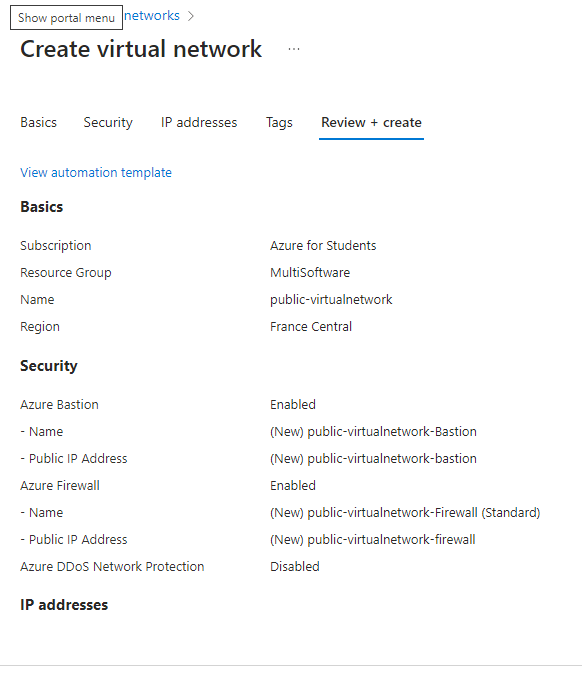 Show portal menu networks >
Create virtual network ...
Basics Security IP addresses Tags Review + create
View automation template
Basics
Subscription Azure for Students
Resource Group MultiSoftware
Name public-virtualnetwork
Region France Central
Security
Azure Bastion Enabled
- Name (New) public-virtualnetwork-Bastion
- Public IP Address (New) public-virtualnetwork-bastion
Azure Firewall Enabled
- Name (New) public-virtualnetwork-Firewall (Standard)
- Public IP Address (New) public-virtualnetwork-firewall
Azure DDoS Network Protection Disabled
IP addresses